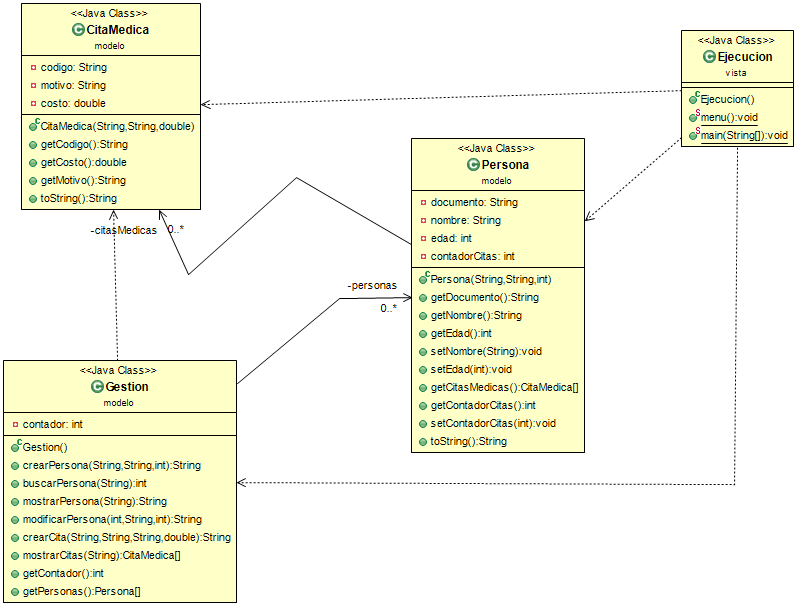 <<Java Class>>
CitaMedica
modelo
codigo: String
motivo: String
costo: double
CitaMedica(String,String,double)
getCodigo():String
getCosto():double
getMotivo():String
toString():String
<<Java Class>>
Ejecucion
vista
Ejecucion()
menu():void
main(String[]):void
<<Java Class>>
Persona
modelo
documento: String
nombre: String
edad: int
contadorCitas: int
Persona(String,String,int)
getDocumento():String
getNombre():String
getEdad():int
setNombre(String):void
setEdad(int):void
getCitasMedicas():CitaMedica[]
getContadorCitas():int
setContadorCitas(int):void
toString():String
-citasMedicas 0..*
-personas
0..*
<<Java Class>>
Gestion
modelo
contador: int
Gestion()
crearPersona(String,String,int):String
buscarPersona(String):int
mostrarPersona(String):String
modificarPersona(int,String,int):String
crearCita(String,String,String,double):String
mostrarCitas(String):CitaMedica[]
getContador():int
getPersonas():Persona[]